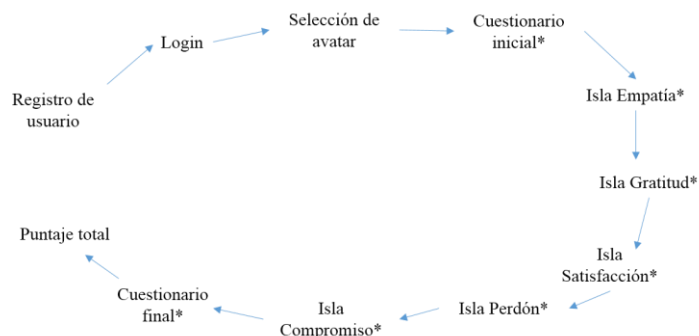 Registro de
usuario
Login
Selección de
avatar
Cuestionario
inicial*
Isla Empatía*
Isla Gratitud*
Isla
Satisfacción*
Isla Perdón*
Isla
Compromiso*
Cuestionario
final*
Puntaje total